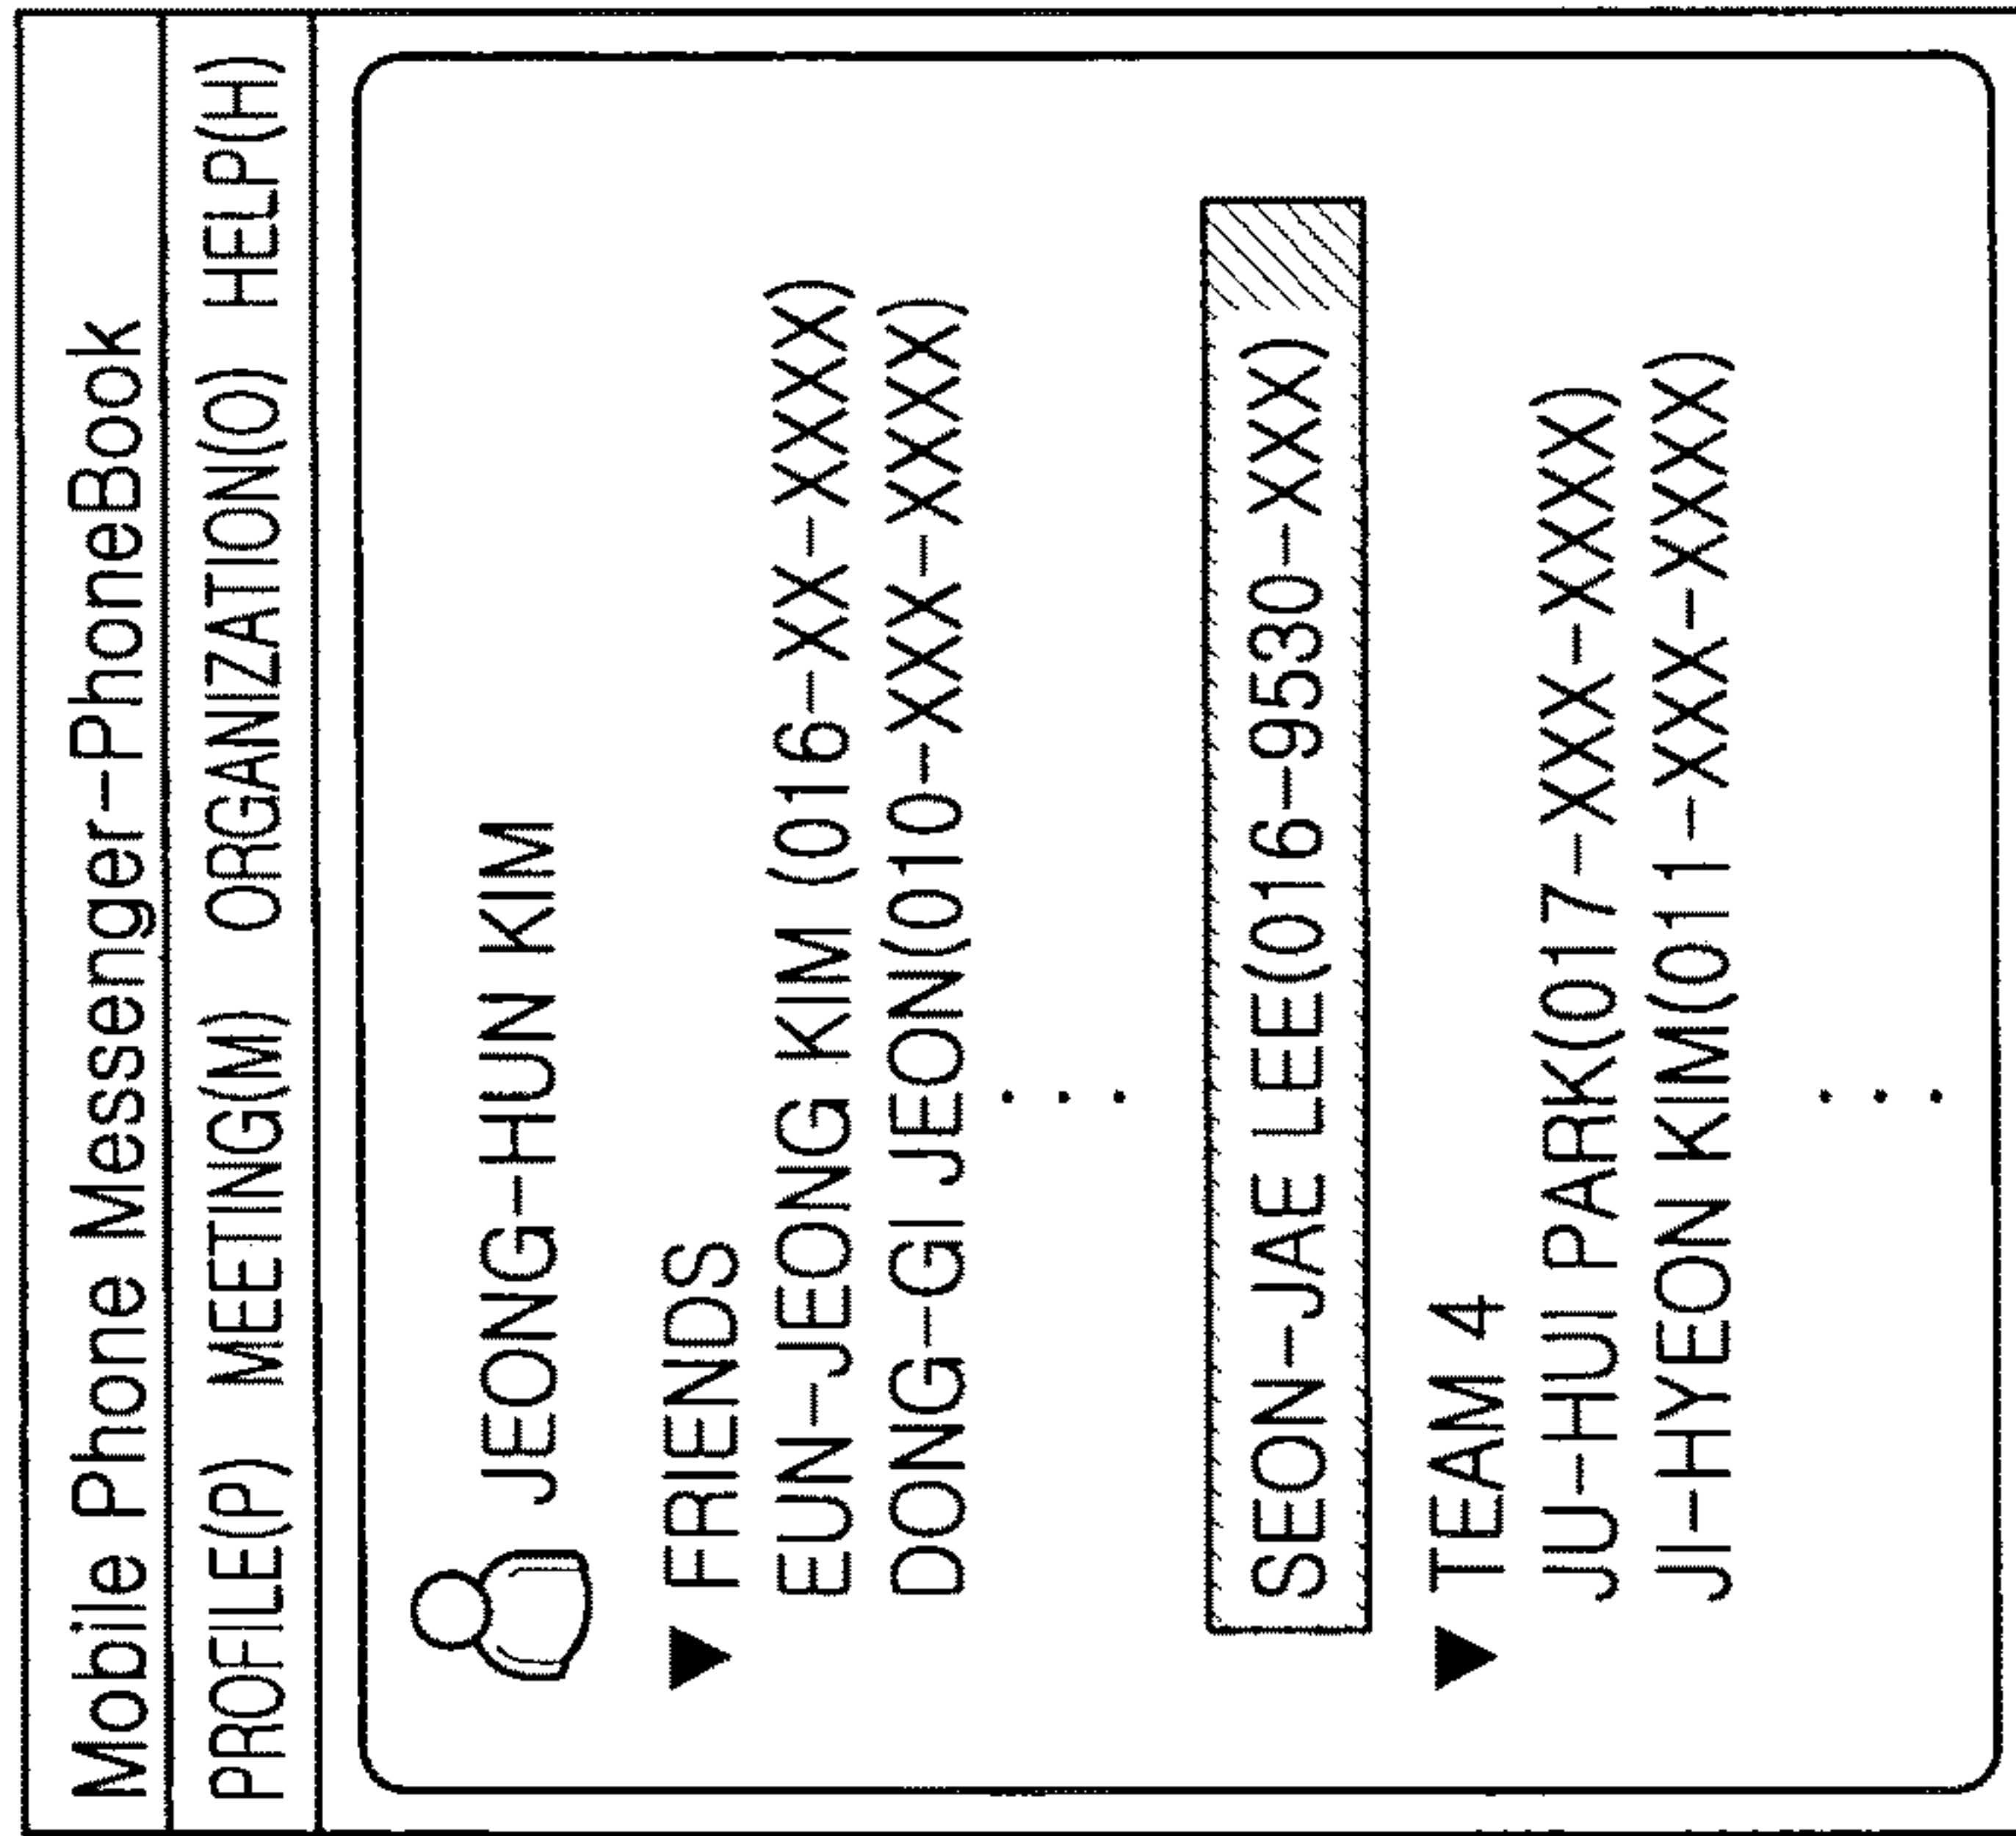 Mobile Phone Messenger-PhoneBook
PROFILE(P) MEETING(M) ORGANIZATION(O) HELP(H)
JEONG-HUN KIM
▼ FRIENDS
EUN-JEONG KIM (016-XX-XXXX)
DONG-GI JEON(010-XXX-XXXX)
SEON-JAE LEE(016-9530-XXX)
▼ TEAM 4
JU-HUI PARK(017-XXX-XXXX)
JI-HYEON KIM(011-XXX-XXXX)